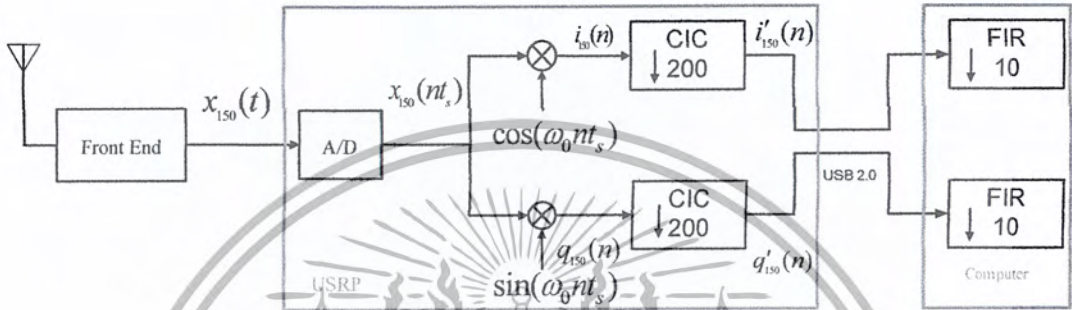 x₁₅₀(t)
Front End
A/D
x₁₅₀(ntₛ)
i₁₅₀(n)
cos(ω₀ntₛ)
CIC
↓ 200
i′₁₅₀(n)
q₁₅₀(n)
sin(ω₀ntₛ)
CIC
↓ 200
q′₁₅₀(n)
USRP
USB 2.0
FIR
↓ 10
FIR
↓ 10
Computer